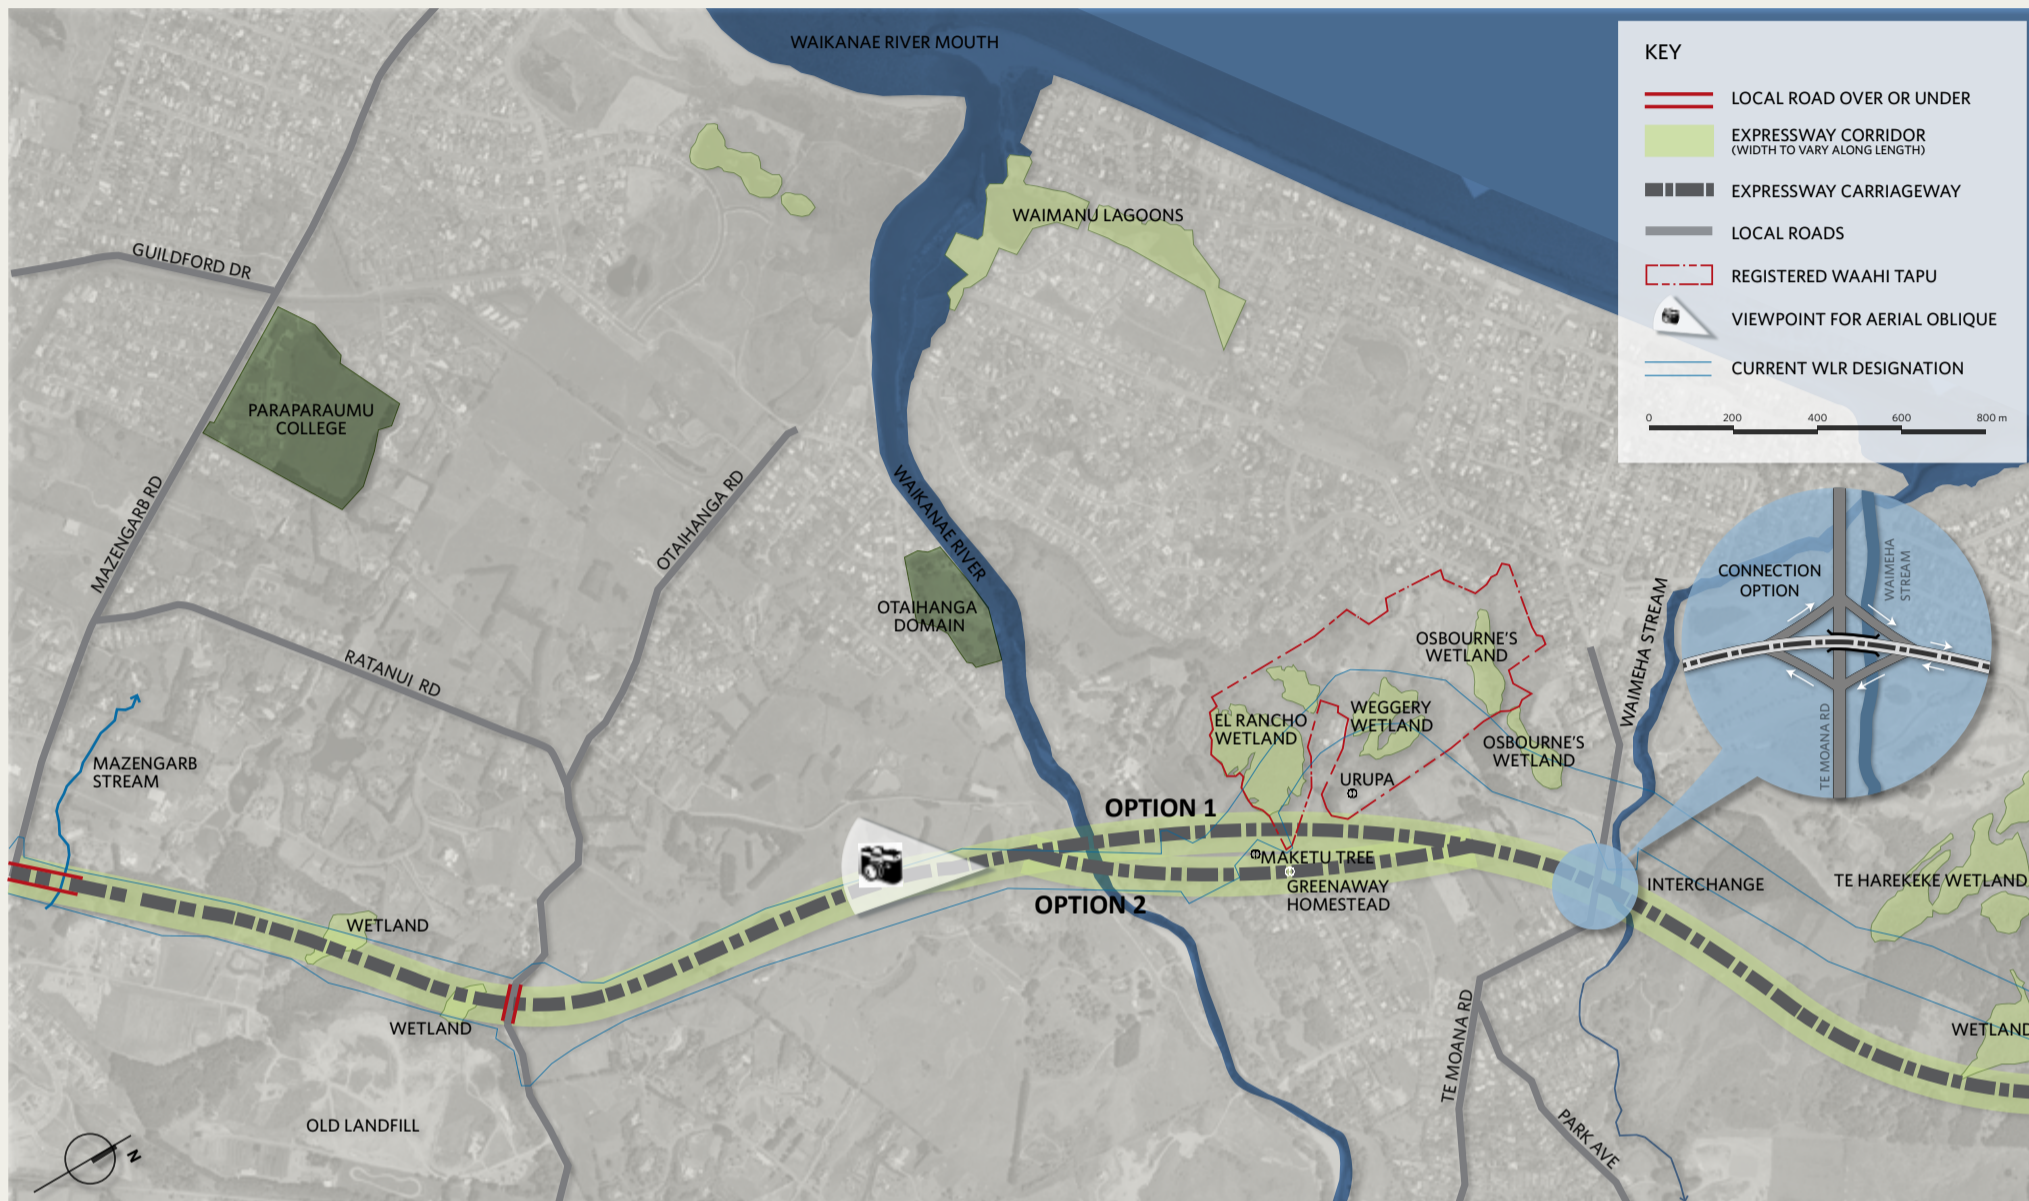 WAIKANAE RIVER MOUTH
KEY
LOCAL ROAD OVER OR UNDER
EXPRESSWAY CORRIDOR
(WIDTH TO VARY ALONG LENGTH)
EXPRESSWAY CARRIAGEWAY
LOCAL ROADS
REGISTERED WAAHI TAPU
VIEWPOINT FOR AERIAL OBLIQUE
CURRENT WLR DESIGNATION
0 200 400 600 800 m
WAIMANU LAGOONS
GUILDFORD DR
PARAPARAUMU
COLLEGE
MAZENGARB RD
OTAIHANGA RD
WAIKANAE RIVER
CONNECTION
OPTION
WAIMEHA
STREAM
TE MOANA RD
OTAIHANGA
DOMAIN
RATANUI RD
OSBOURNE'S
WETLAND
WAIMEHA STREAM
EL RANCHO
WETLAND
WEGGERY
WETLAND
OSBOURNE'S
WETLAND
MAZENGARB
STREAM
URUPA
OPTION 1
MAKETU TREE
GREENAWAY
HOMESTEAD
OPTION 2
INTERCHANGE
TE HAREKEKE WETLAND
WETLAND
WETLAND
WETLAND
TE MOANA RD
PARK AVE
OLD LANDFILL
N